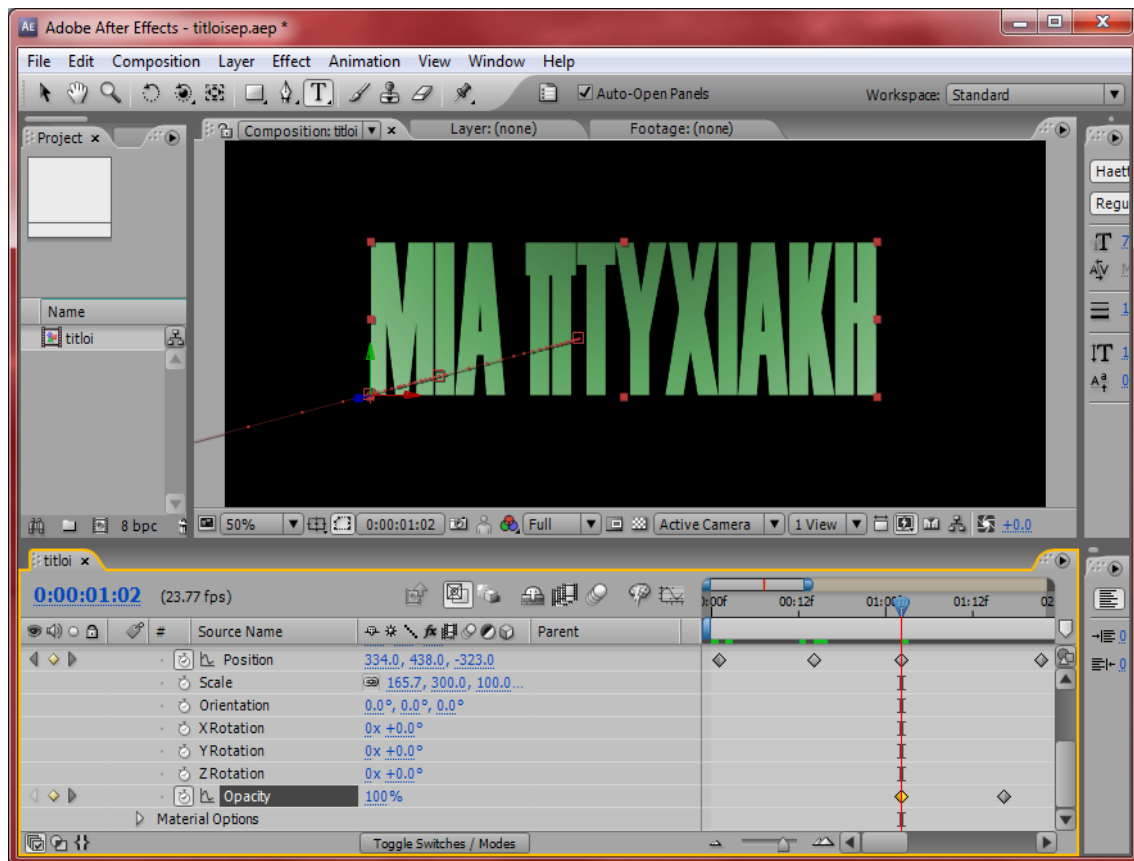 Adobe After Effects - titloisep.aep *
File Edit Composition Layer Effect Animation View Window Help
Auto-Open Panels Workspace: Standard
Project Composition: titloi Layer: (none) Footage: (none)
Haett
Regu
ΜΙΑ ΠΤΥΧΙΑΚΗ
Name
titloi
8 bpc 50% 0:00:01:02 Full Active Camera 1 View +0.0
titloi
0:00:01:02 (23.77 fps) 00:12f 01:12f 02
# Source Name Parent
Position 334.0, 438.0, -323.0
Scale 165.7, 300.0, 100.0...
Orientation 0.0°, 0.0°, 0.0°
X Rotation 0x +0.0°
Y Rotation 0x +0.0°
Z Rotation 0x +0.0°
Opacity 100%
Material Options
Toggle Switches / Modes